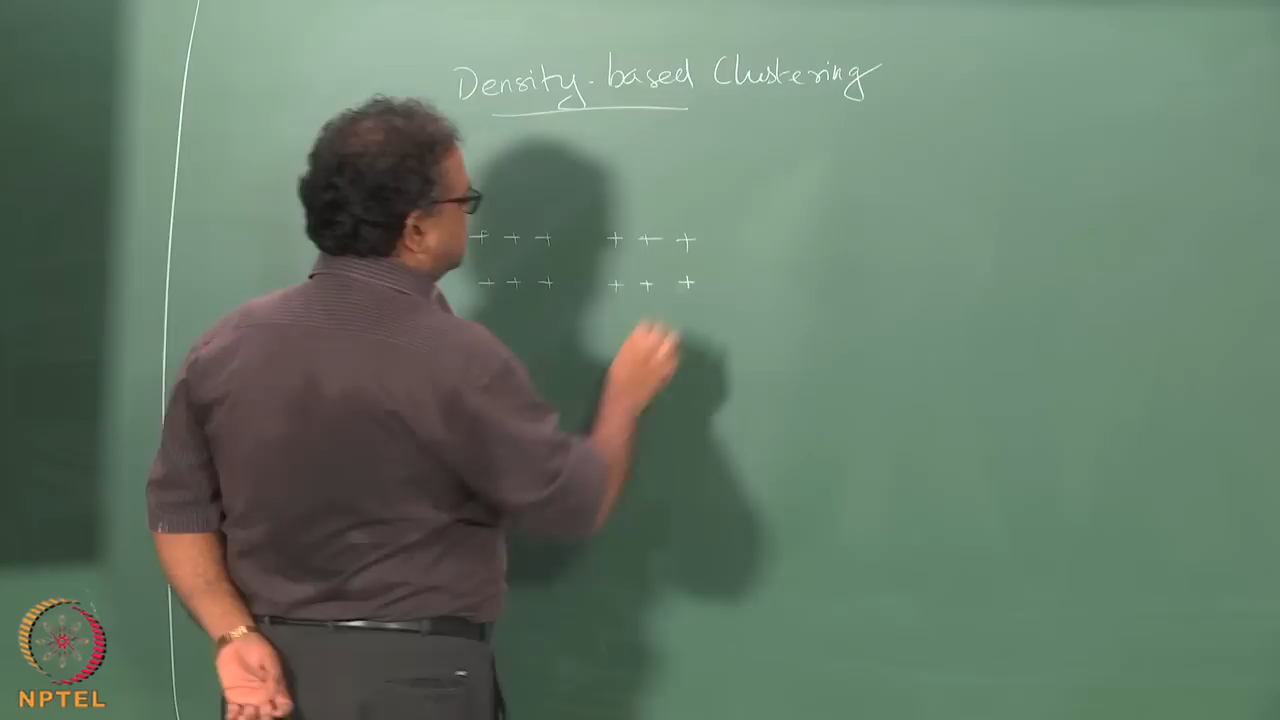 Density-based Clustering
+ + + + + +
+ + + + + +
NPTEL